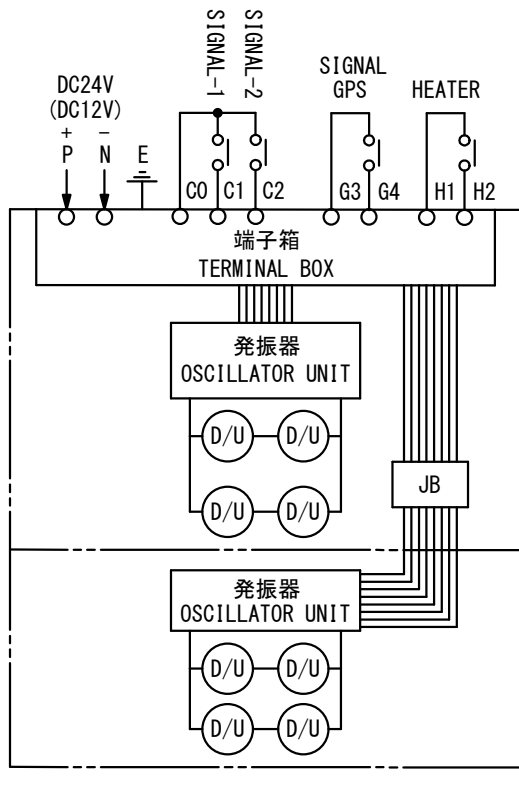 SIGNAL-1
SIGNAL-2
SIGNAL
GPS
HEATER
DC24V
(DC12V)
+ −
P N E
C0 C1 C2 G3 G4 H1 H2
端子箱
TERMINAL BOX
発振器
OSCILLATOR UNIT
D/U D/U
JB
D/U D/U
発振器
OSCILLATOR UNIT
D/U D/U
D/U D/U